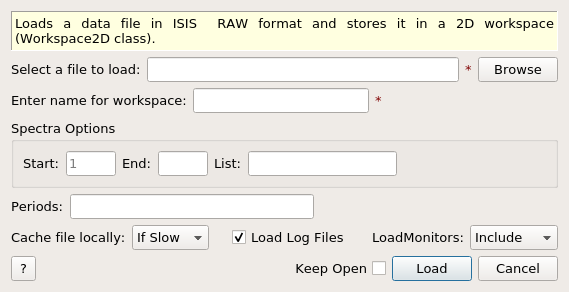 Loads a data file in ISIS RAW format and stores it in a 2D workspace
(Workspace2D class).
Select a file to load: * Browse
Enter name for workspace: *
Spectra Options
Start: 1 End: List:
Periods:
Cache file locally: If Slow Load Log Files LoadMonitors: Include
? Keep Open Load Cancel